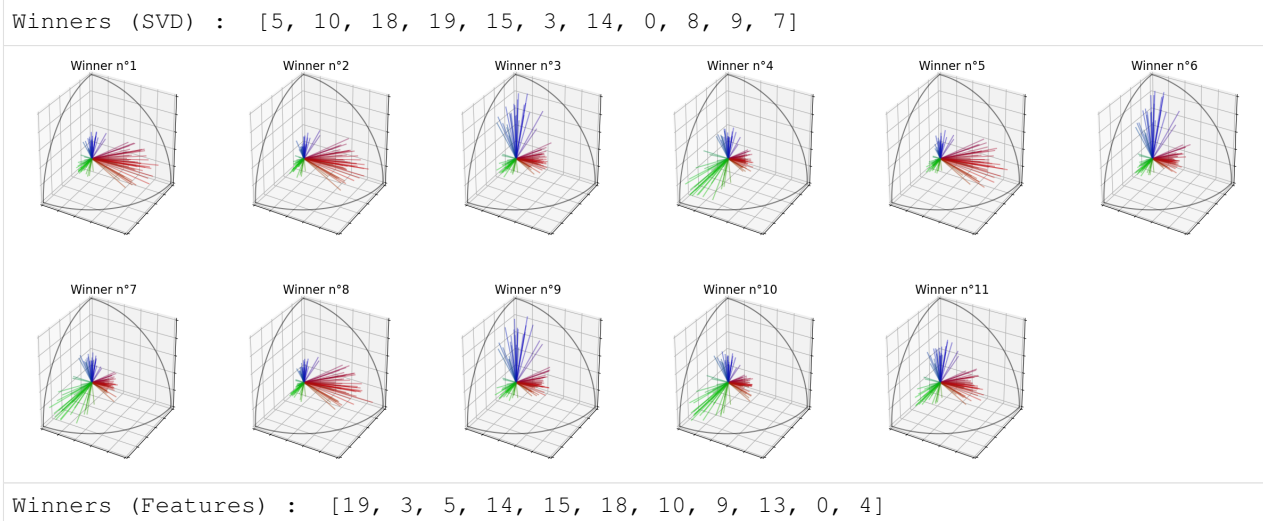 Winners (SVD) :  [5, 10, 18, 19, 15, 3, 14, 0, 8, 9, 7]
Winner n°1 Winner n°2 Winner n°3 Winner n°4 Winner n°5 Winner n°6
Winner n°7 Winner n°8 Winner n°9 Winner n°10 Winner n°11
Winners (Features) :  [19, 3, 5, 14, 15, 18, 10, 9, 13, 0, 4]